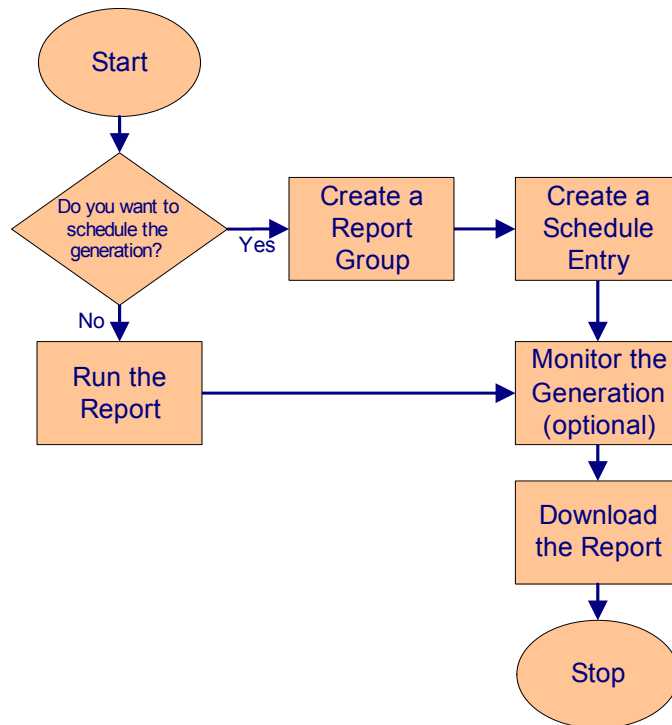 Start
Do you want to
schedule the
generation?
Yes
Create a
Report
Group
Create a
Schedule
Entry
No
Run the
Report
Monitor the
Generation
(optional)
Download
the Report
Stop